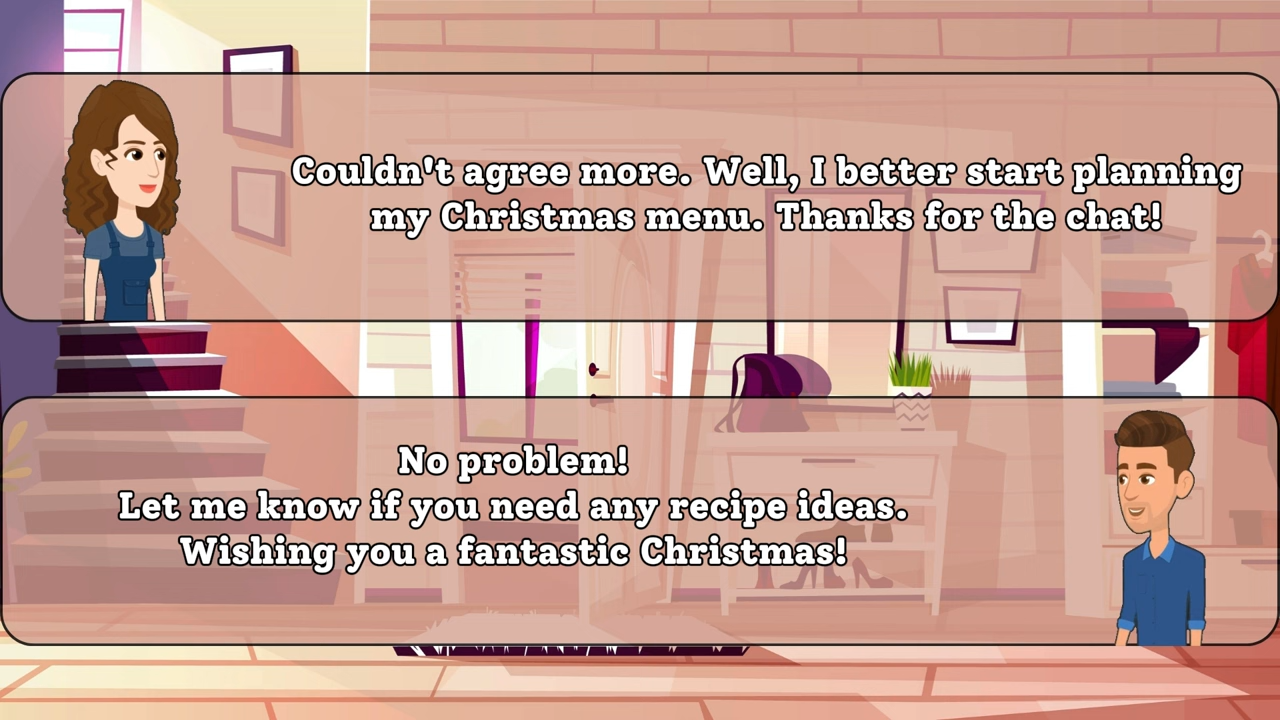 Couldn't agree more. Well, I better start planning
my Christmas menu. Thanks for the chat!
No problem!
Let me know if you need any recipe ideas.
Wishing you a fantastic Christmas!